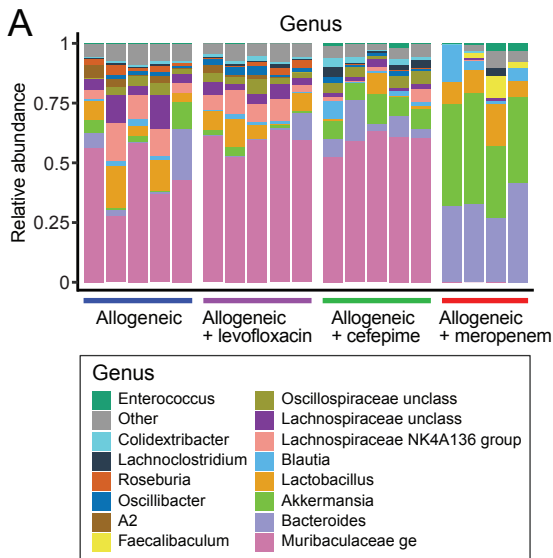 A
Genus
Relative abundance
1
0.75
0.5
0.25
0
Allogeneic
Allogeneic
+ levofloxacin
Allogeneic
+ cefepime
Allogeneic
+ meropenem
Genus
Enterococcus
Other
Colidextribacter
Lachnoclostridium
Roseburia
Oscillibacter
A2
Faecalibaculum
Oscillospiraceae unclass
Lachnospiraceae unclass
Lachnospiraceae NK4A136 group
Blautia
Lactobacillus
Akkermansia
Bacteroides
Muribaculaceae ge